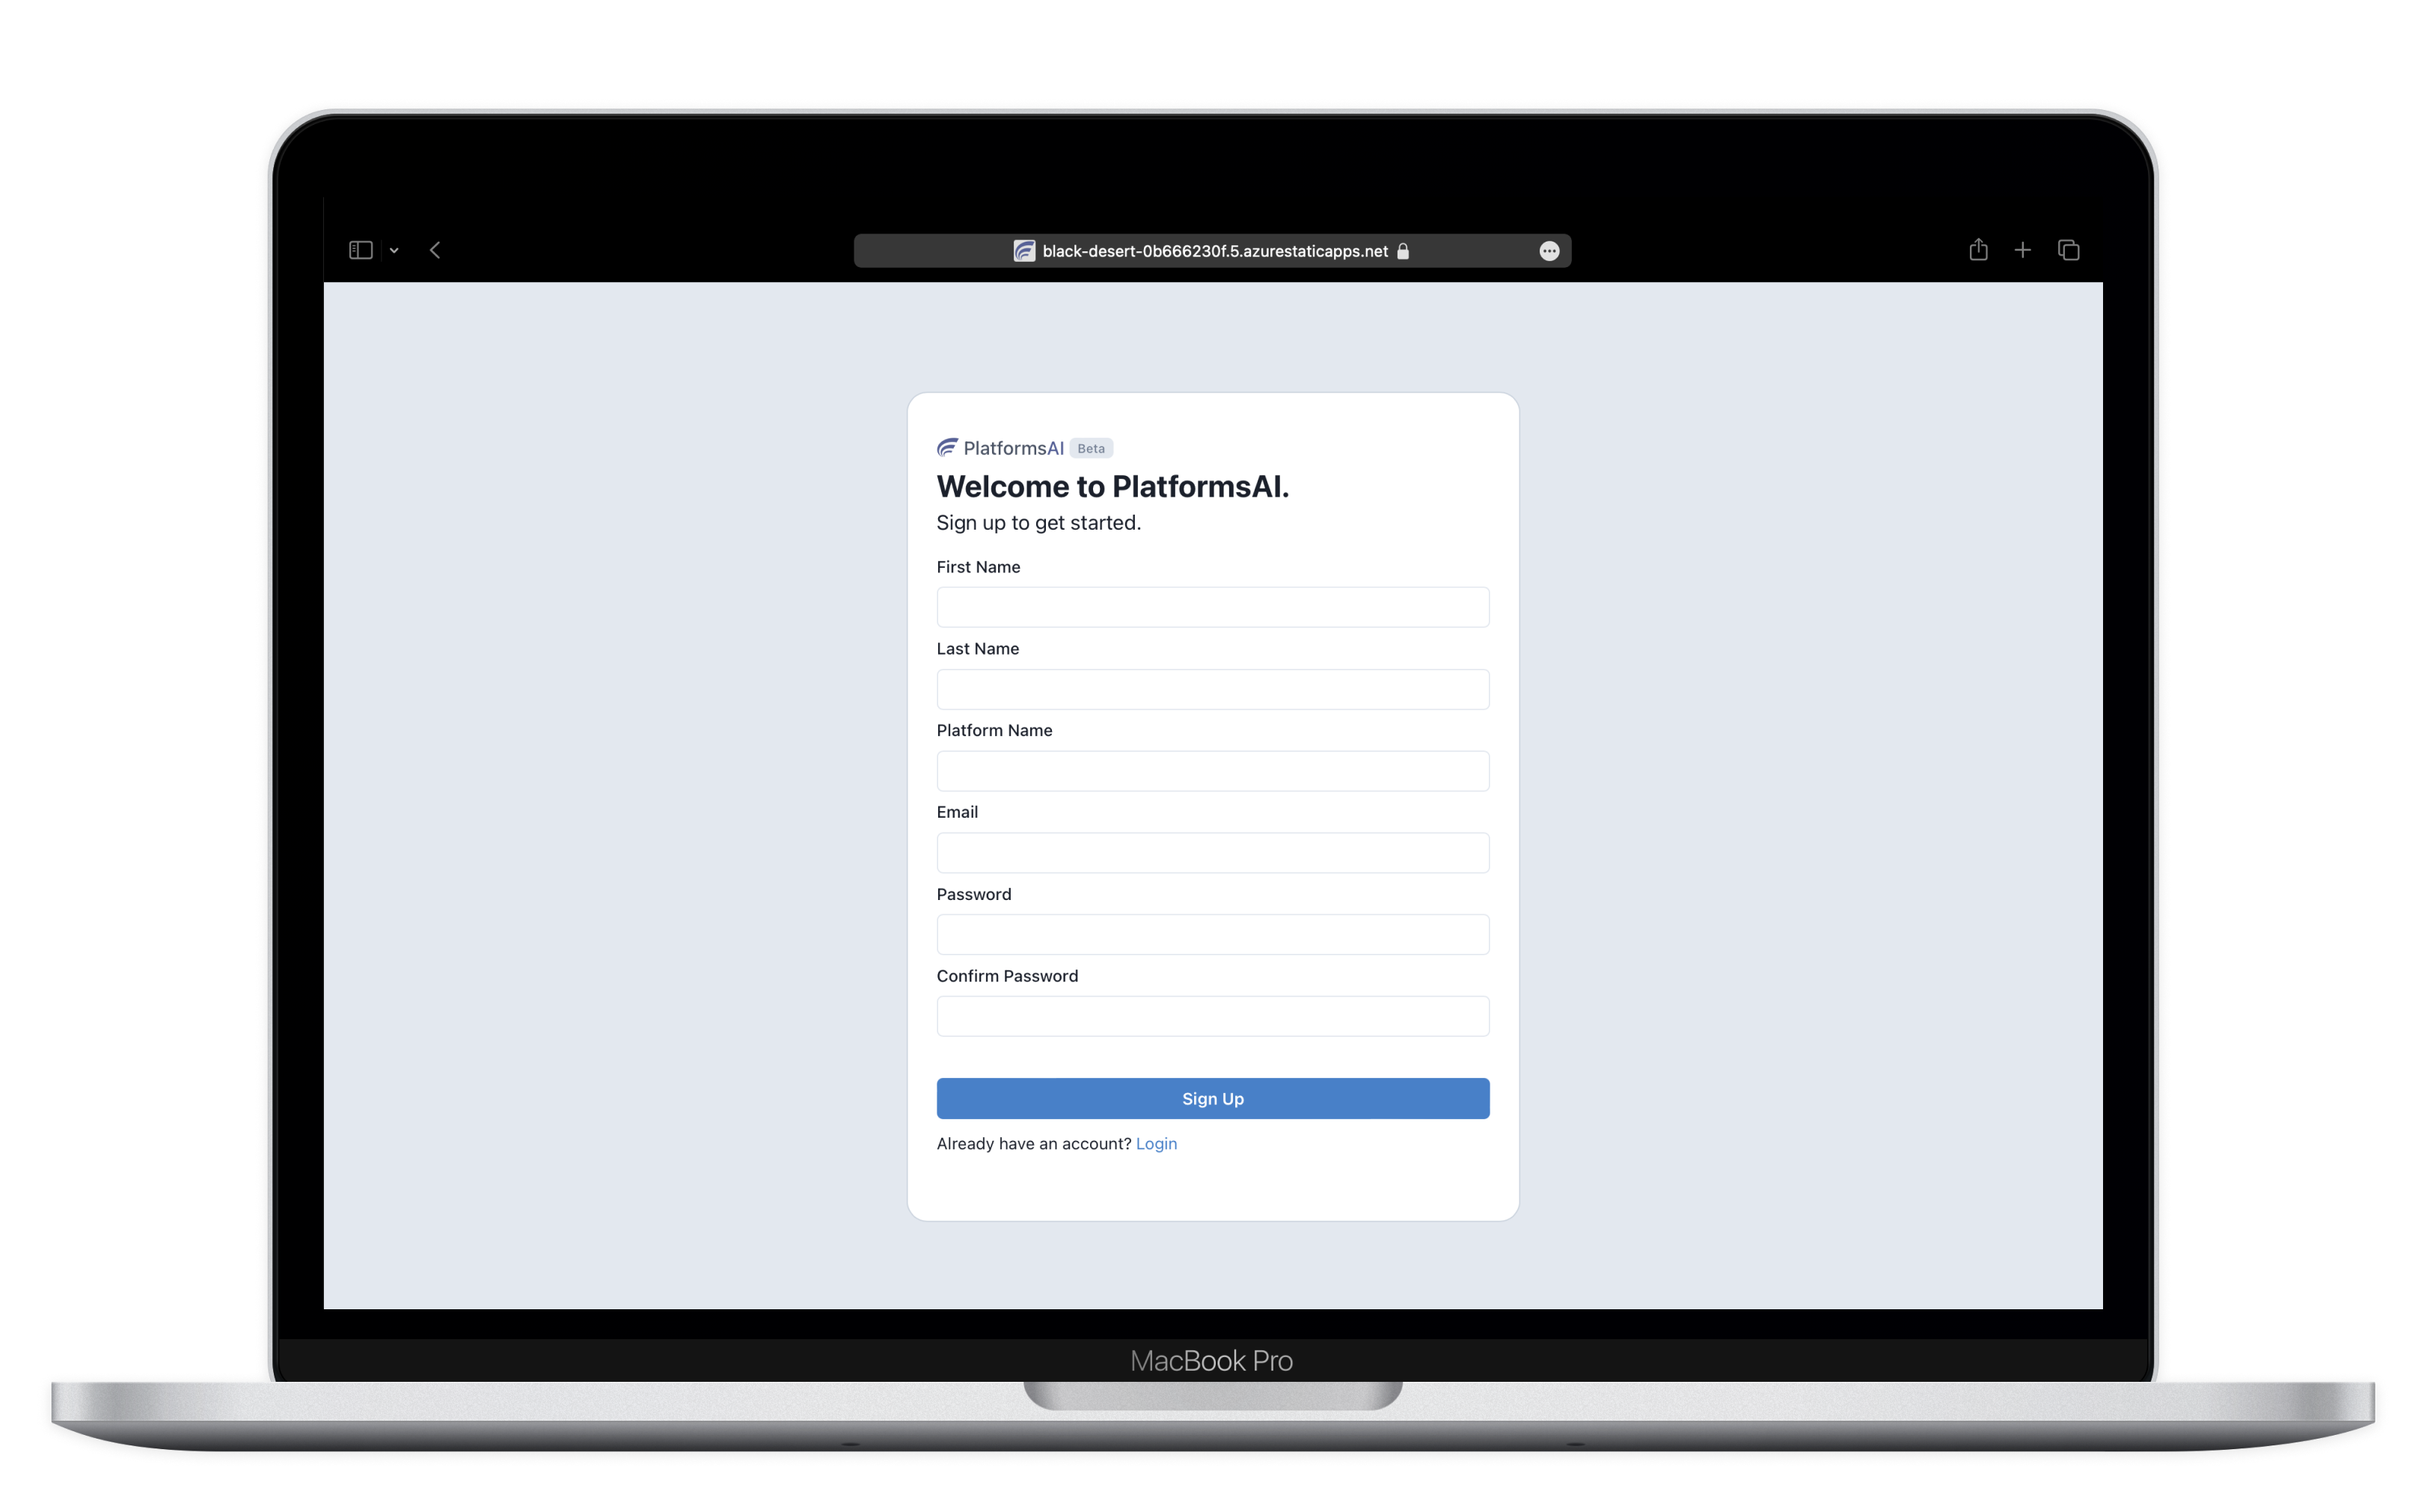 black-desert-0b666230f.5.azurestaticapps.net
PlatformsAI Beta
Welcome to PlatformsAI.
Sign up to get started.
First Name
Last Name
Platform Name
Email
Password
Confirm Password
Sign Up
Already have an account? Login
MacBook Pro